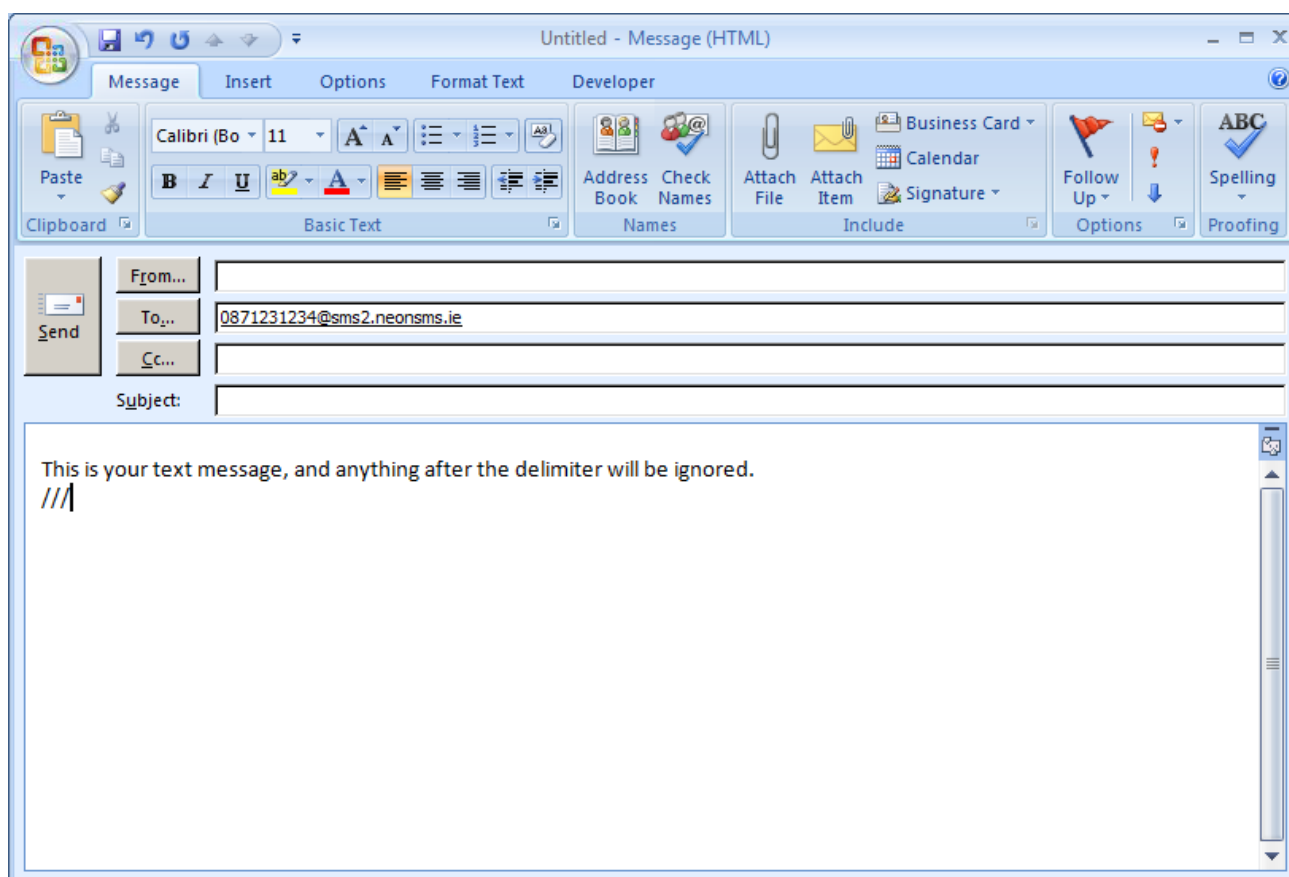 Untitled - Message (HTML)
Message Insert Options Format Text Developer
Calibri (Bo 11
Paste
B I U
Address Book
Check Names
Attach File
Attach Item
Business Card
Calendar
Signature
Follow Up
ABC
Spelling
Clipboard Basic Text Names Include Options Proofing
From...
Send
To... 0871231234@sms2.neonsms.ie
Cc...
Subject:
This is your text message, and anything after the delimiter will be ignored.
///